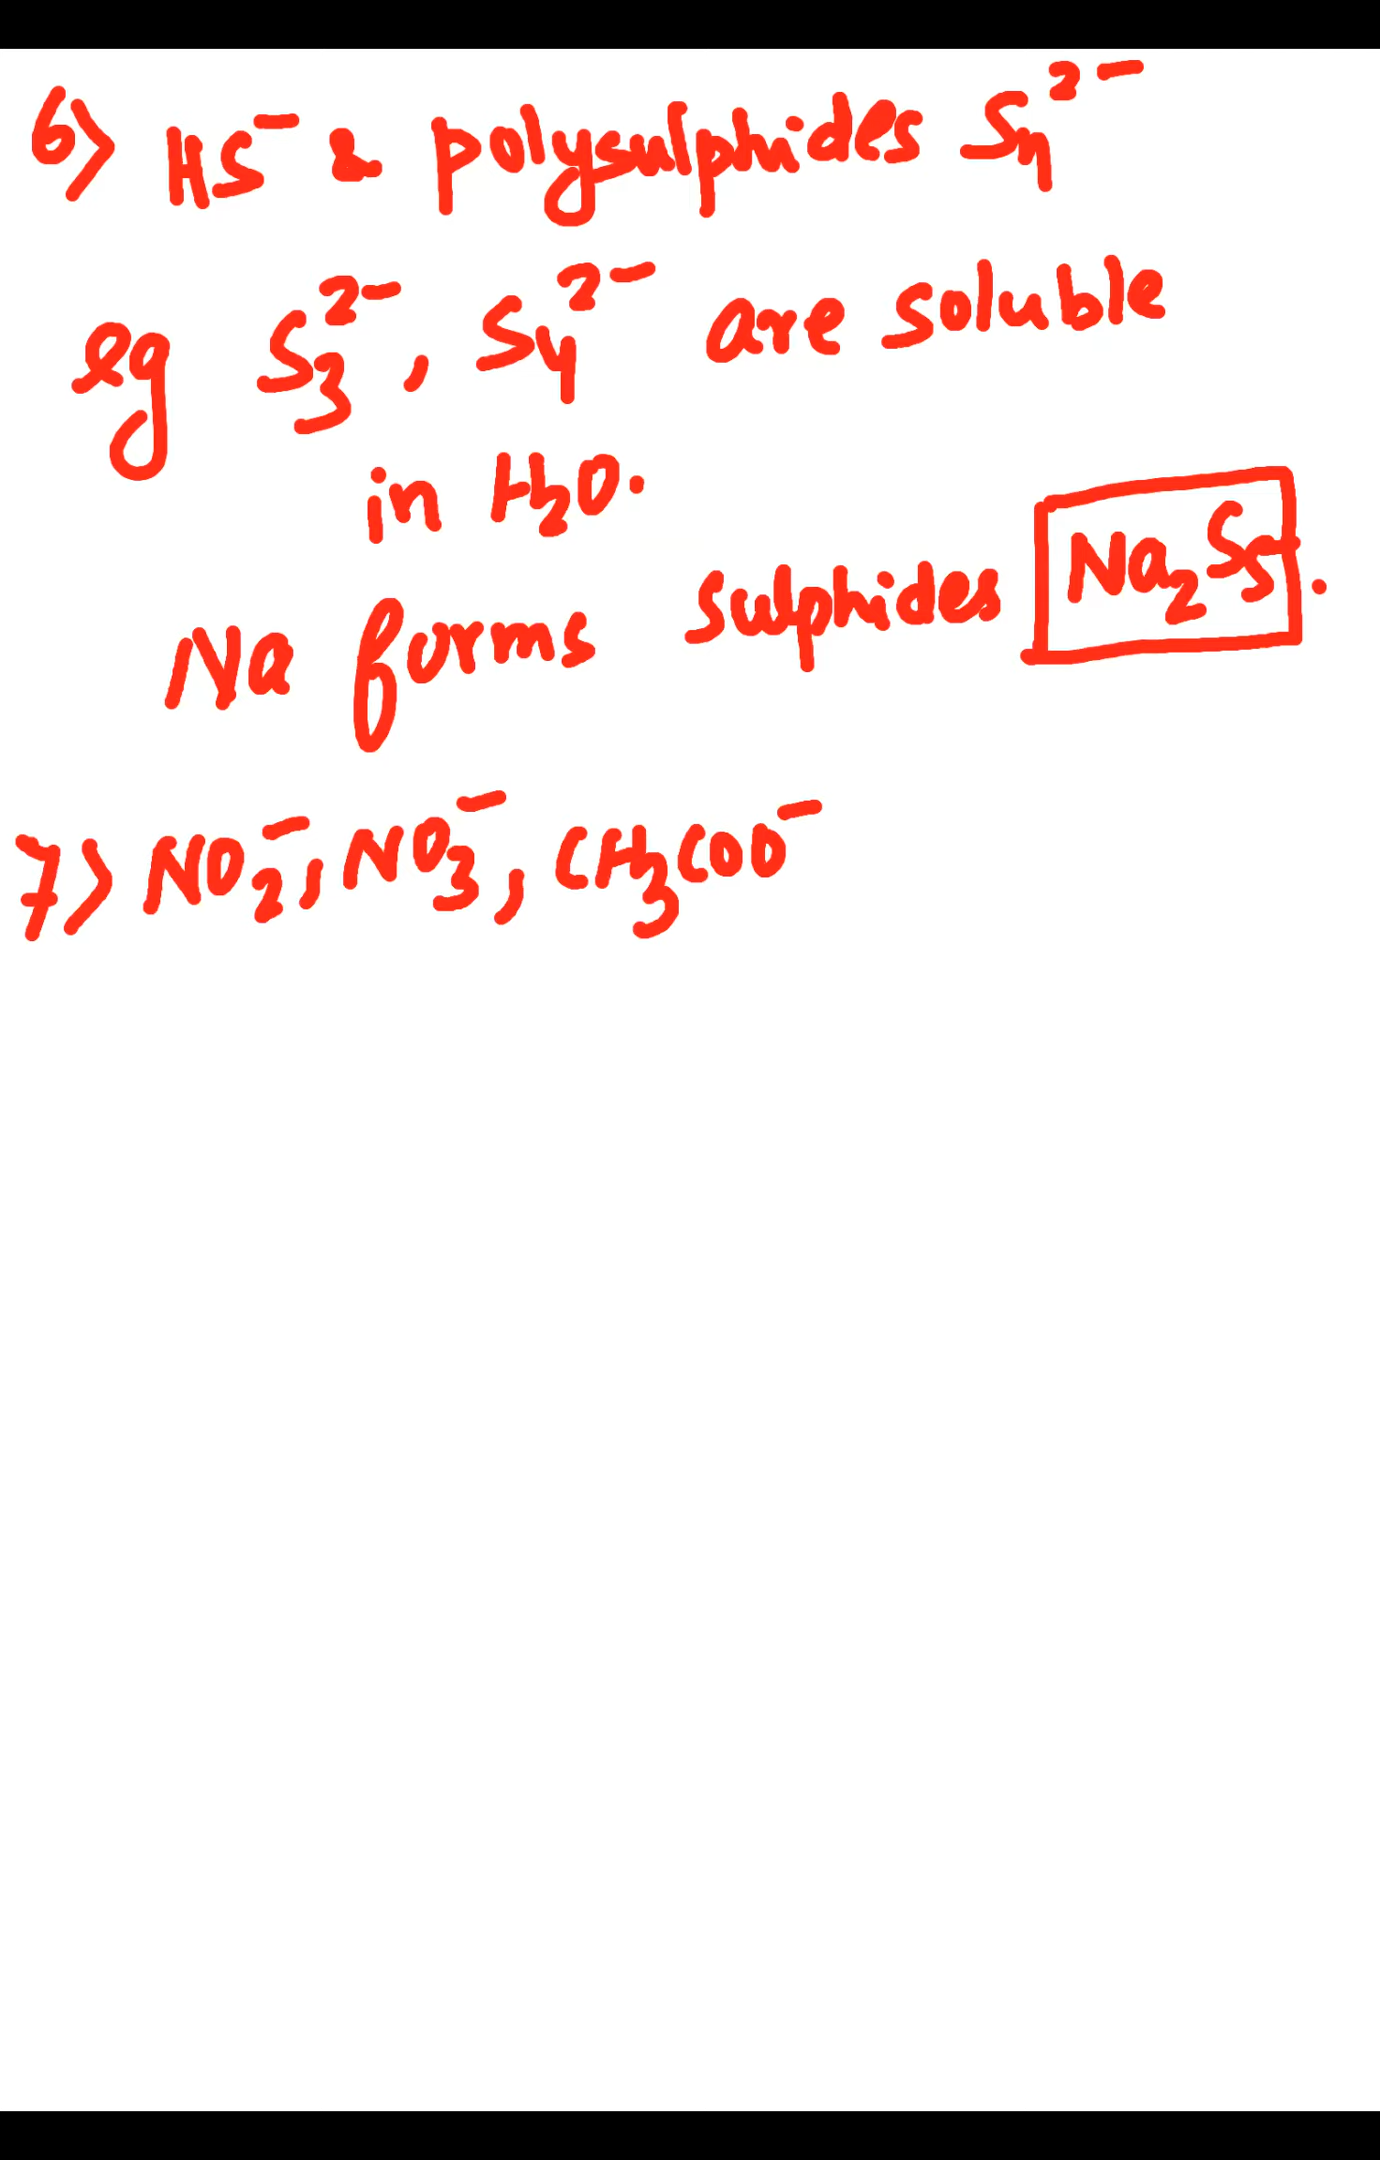 6) HS⁻ & polysulphides Sn²⁻
eg S₃²⁻, S₄²⁻ are soluble
in H₂O.
Na forms sulphides Na₂S₅.
7) NO₂⁻, NO₃⁻, CH₃COO⁻